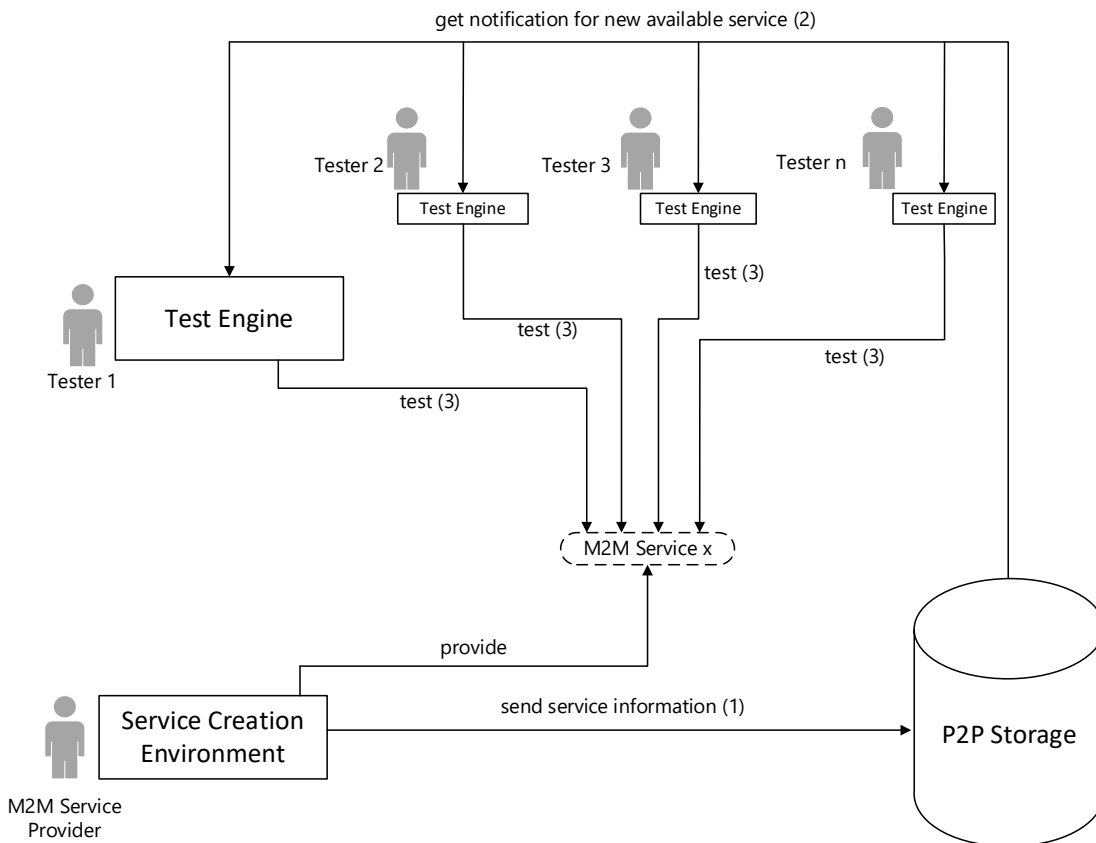 get notification for new available service (2)
Tester 2
Tester 3
Tester n
Test Engine
Test Engine
Test Engine
test (3)
Test Engine
test (3)
test (3)
Tester 1
test (3)
M2M Service x
provide
send service information (1)
Service Creation
Environment
P2P Storage
M2M Service
Provider